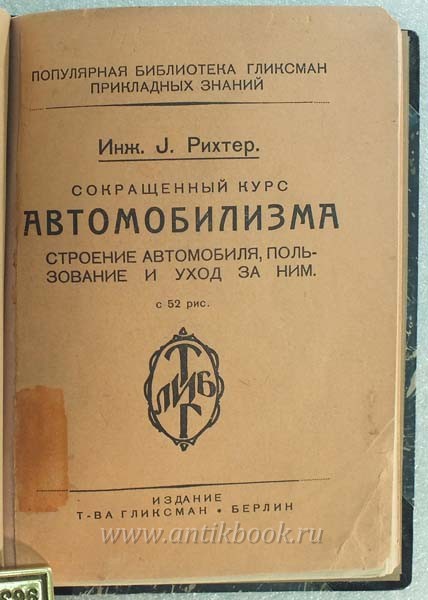 ПОПУЛЯРНАЯ БИБЛИОТЕКА ГЛИКСМАН
ПРИКЛАДНЫХ ЗНАНИЙ
Инж. J. Рихтер.
СОКРАЩЕННЫЙ КУРС
АВТОМОБИЛИЗМА
СТРОЕНИЕ АВТОМОБИЛЯ, ПОЛЬ-
ЗОВАНИЕ И УХОД ЗА НИМ.
с 52 рис.
ИЗДАНИЕ
Т-ВА ГЛИКСМАН • БЕРЛИН
www.antikbook.ru